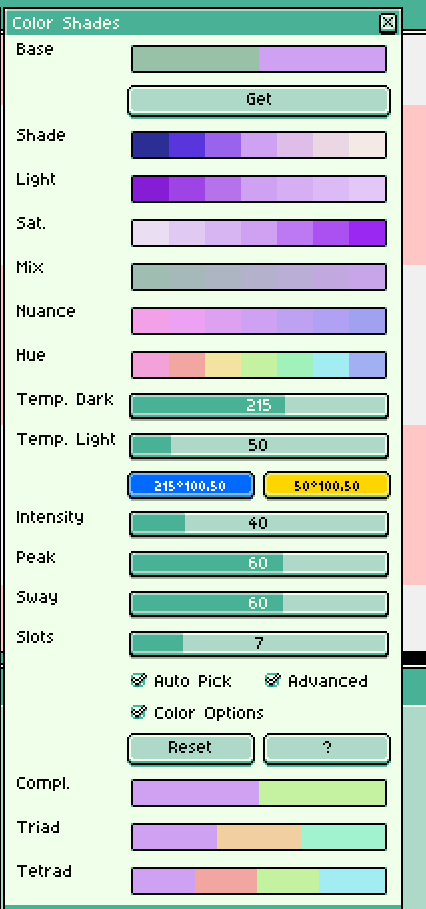 Color Shades
Base
Get
Shade
Light
Sat.
Mix
Nuance
Hue
Temp. Dark 215
Temp. Light 50
215°100,50 50°100,50
Intensity 40
Peak 60
Sway 60
Slots 7
Auto Pick Advanced
Color Options
Reset ?
Compl.
Triad
Tetrad